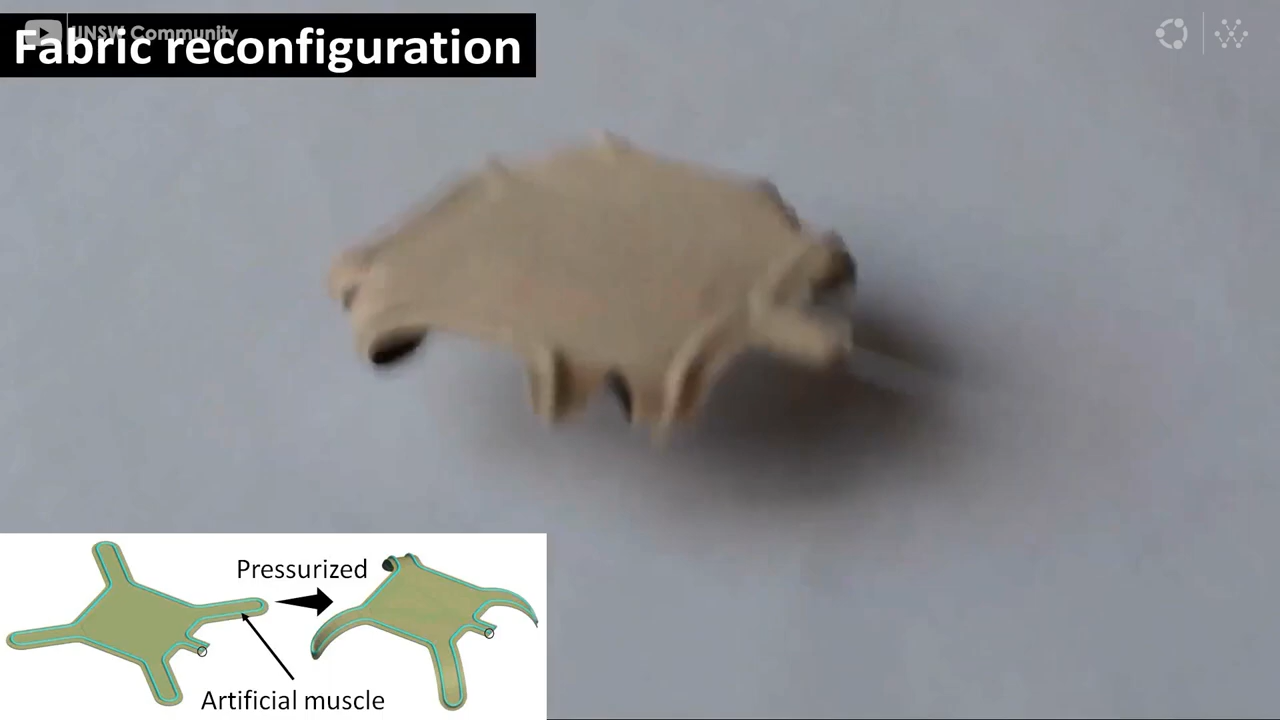 UNSW Community
Fabric reconfiguration
Pressurized
Artificial muscle